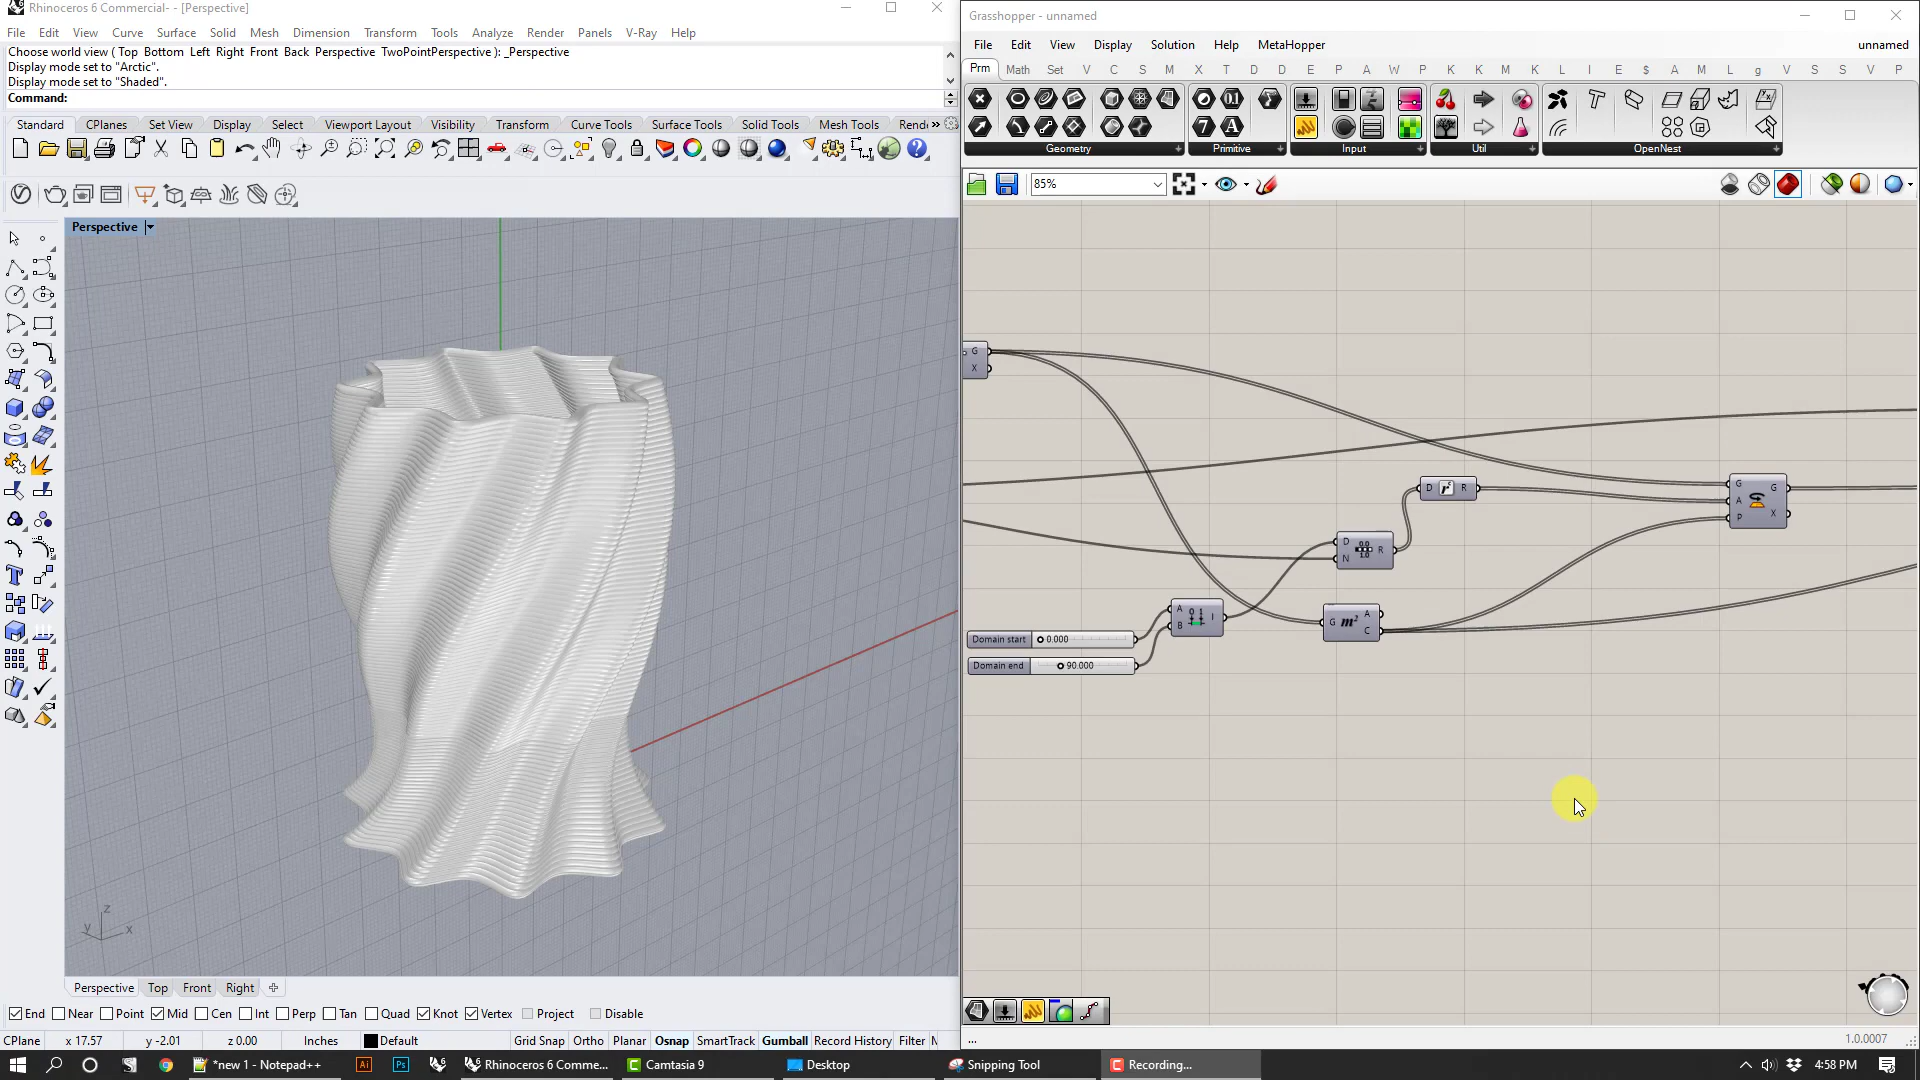 Rhinoceros 6 Commercial- - [Perspective]
File Edit View Curve Surface Solid Mesh Dimension Transform Tools Analyze Render Panels V-Ray Help
Choose world view ( Top Bottom Left Right Front Back Perspective TwoPointPerspective ): _Perspective
Display mode set to "Arctic".
Display mode set to "Shaded".
Command:
Standard CPlanes Set View Display Select Viewport Layout Visibility Transform Curve Tools Surface Tools Solid Tools Mesh Tools Rend »
Perspective
z
y x
Perspective Top Front Right
End Near Point Mid Cen Int Perp Tan Quad Knot Vertex Project Disable
CPlane x 17.57 y -2.01 z 0.00 Inches Default Grid Snap Ortho Planar Osnap SmartTrack Gumball Record History Filter
Grasshopper - unnamed
File Edit View Display Solution Help MetaHopper unnamed
Prm Math Set V C S M X T D D E P A W P K K M K L I E $ A M L g V S S V P
Geometry Primitive Input Util OpenNest
85%
G
X
D R
G G
A
P X
D R
N
A I
B
G A
C
Domain start 0.000
Domain end 90.000
...
1.0.0007
*new 1 - Notepad++ Rhinoceros 6 Comme... Camtasia 9 Desktop Snipping Tool Recording... 4:58 PM